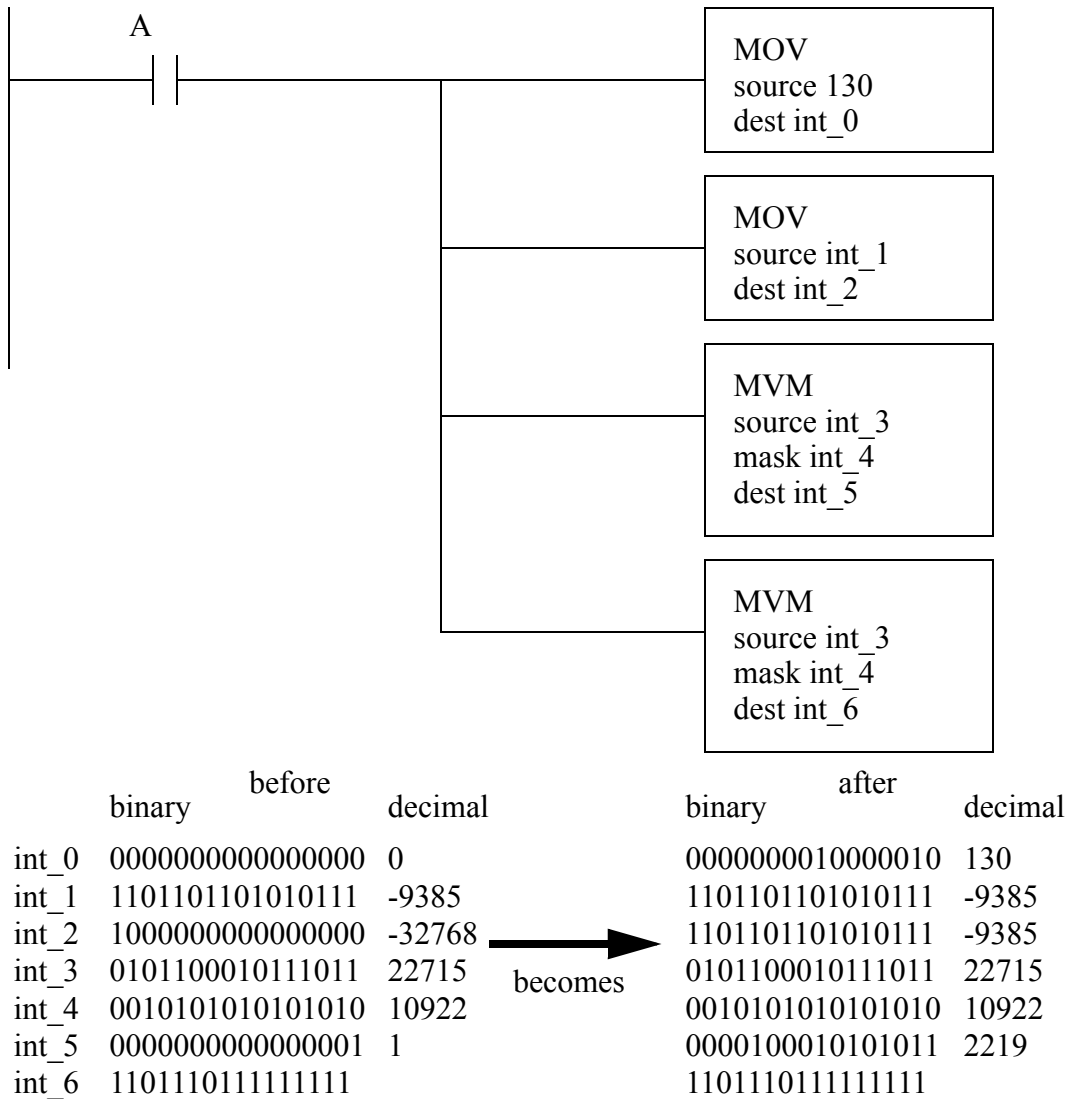 A
MOV
source 130
dest int_0
MOV
source int_1
dest int_2
MVM
source int_3
mask int_4
dest int_5
MVM
source int_3
mask int_4
dest int_6
before after
binary decimal binary decimal
int_0 0000000000000000 0 0000000010000010 130
int_1 1101101101010111 -9385 1101101101010111 -9385
int_2 1000000000000000 -32768 1101101101010111 -9385
int_3 0101100010111011 22715 0101100010111011 22715
becomes
int_4 0010101010101010 10922 0010101010101010 10922
int_5 0000000000000001 1 0000100010101011 2219
int_6 1101110111111111 1101110111111111